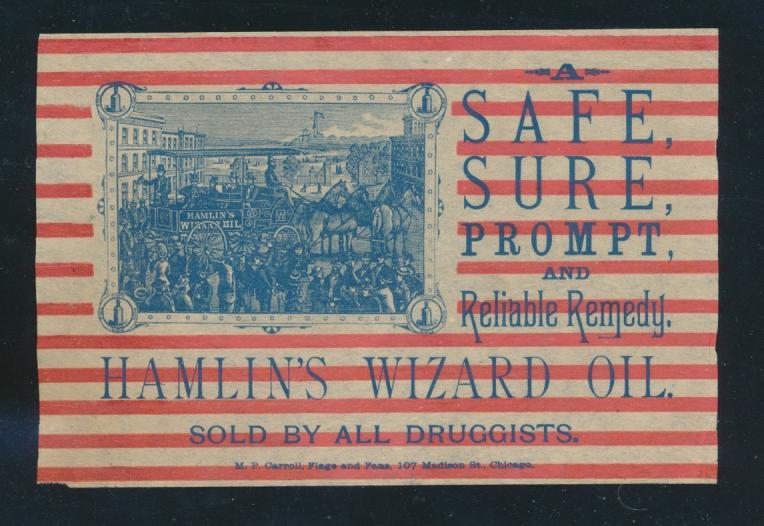 HAMLIN'S
WIZARD OIL
A
SAFE,
SURE,
PROMPT,
AND
Reliable Remedy.
HAMLIN'S WIZARD OIL.
SOLD BY ALL DRUGGISTS.
M. P. Carroll, Flags and Fans, 107 Madison St., Chicago.